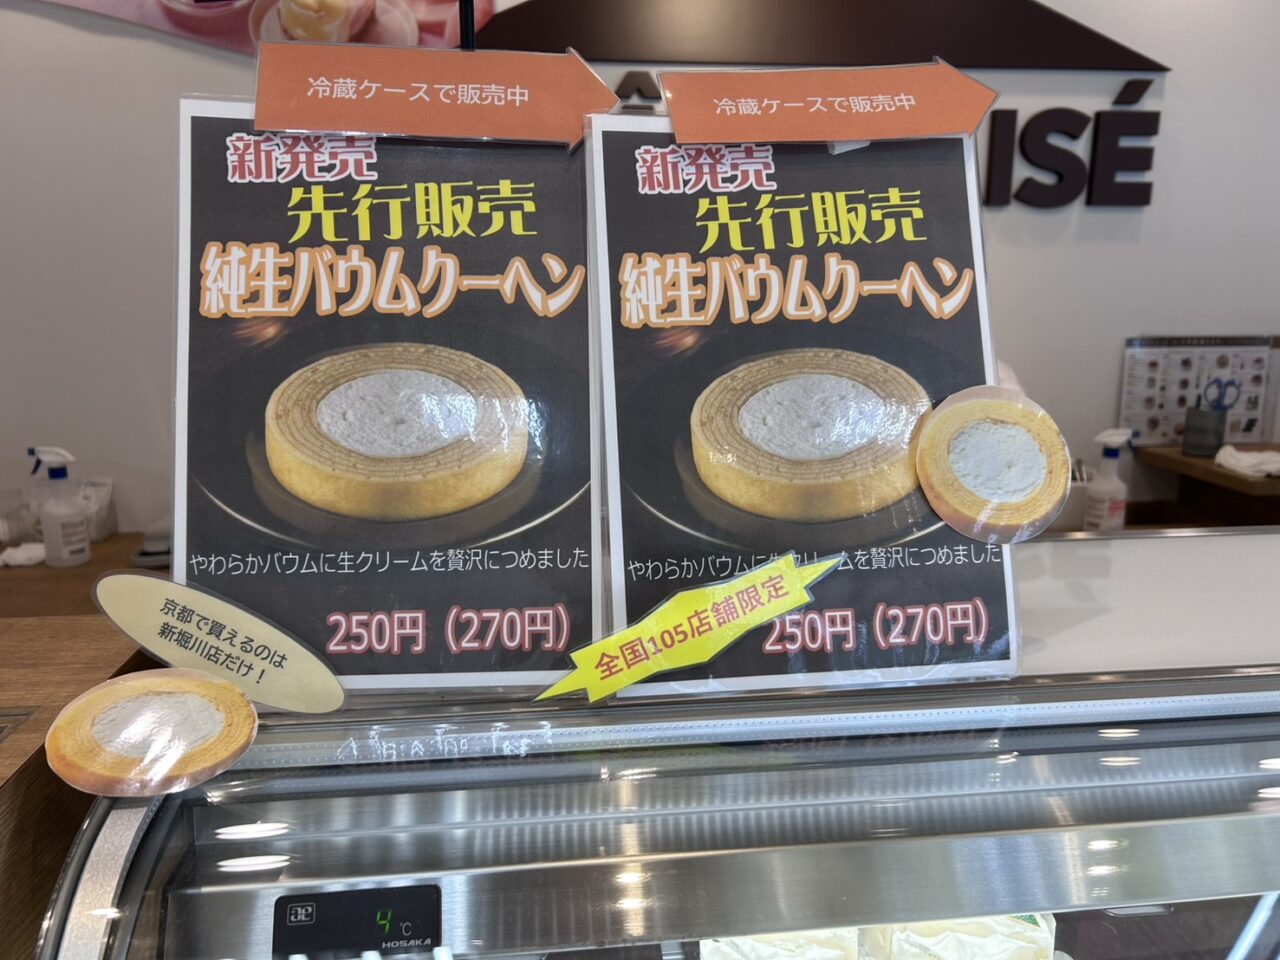 冷蔵ケースで販売中
新発売
先行販売
純生バウムクーヘン
やわらかバウムに生クリームを贅沢につめました
250円（270円）
京都で買えるのは
新堀川店だけ！
冷蔵ケースで販売中
新発売
先行販売
純生バウムクーヘン
やわらかバウムに生クリームを贅沢につめました
250円（270円）
全国105店舗限定
ISÉ
4℃
HOSAKA